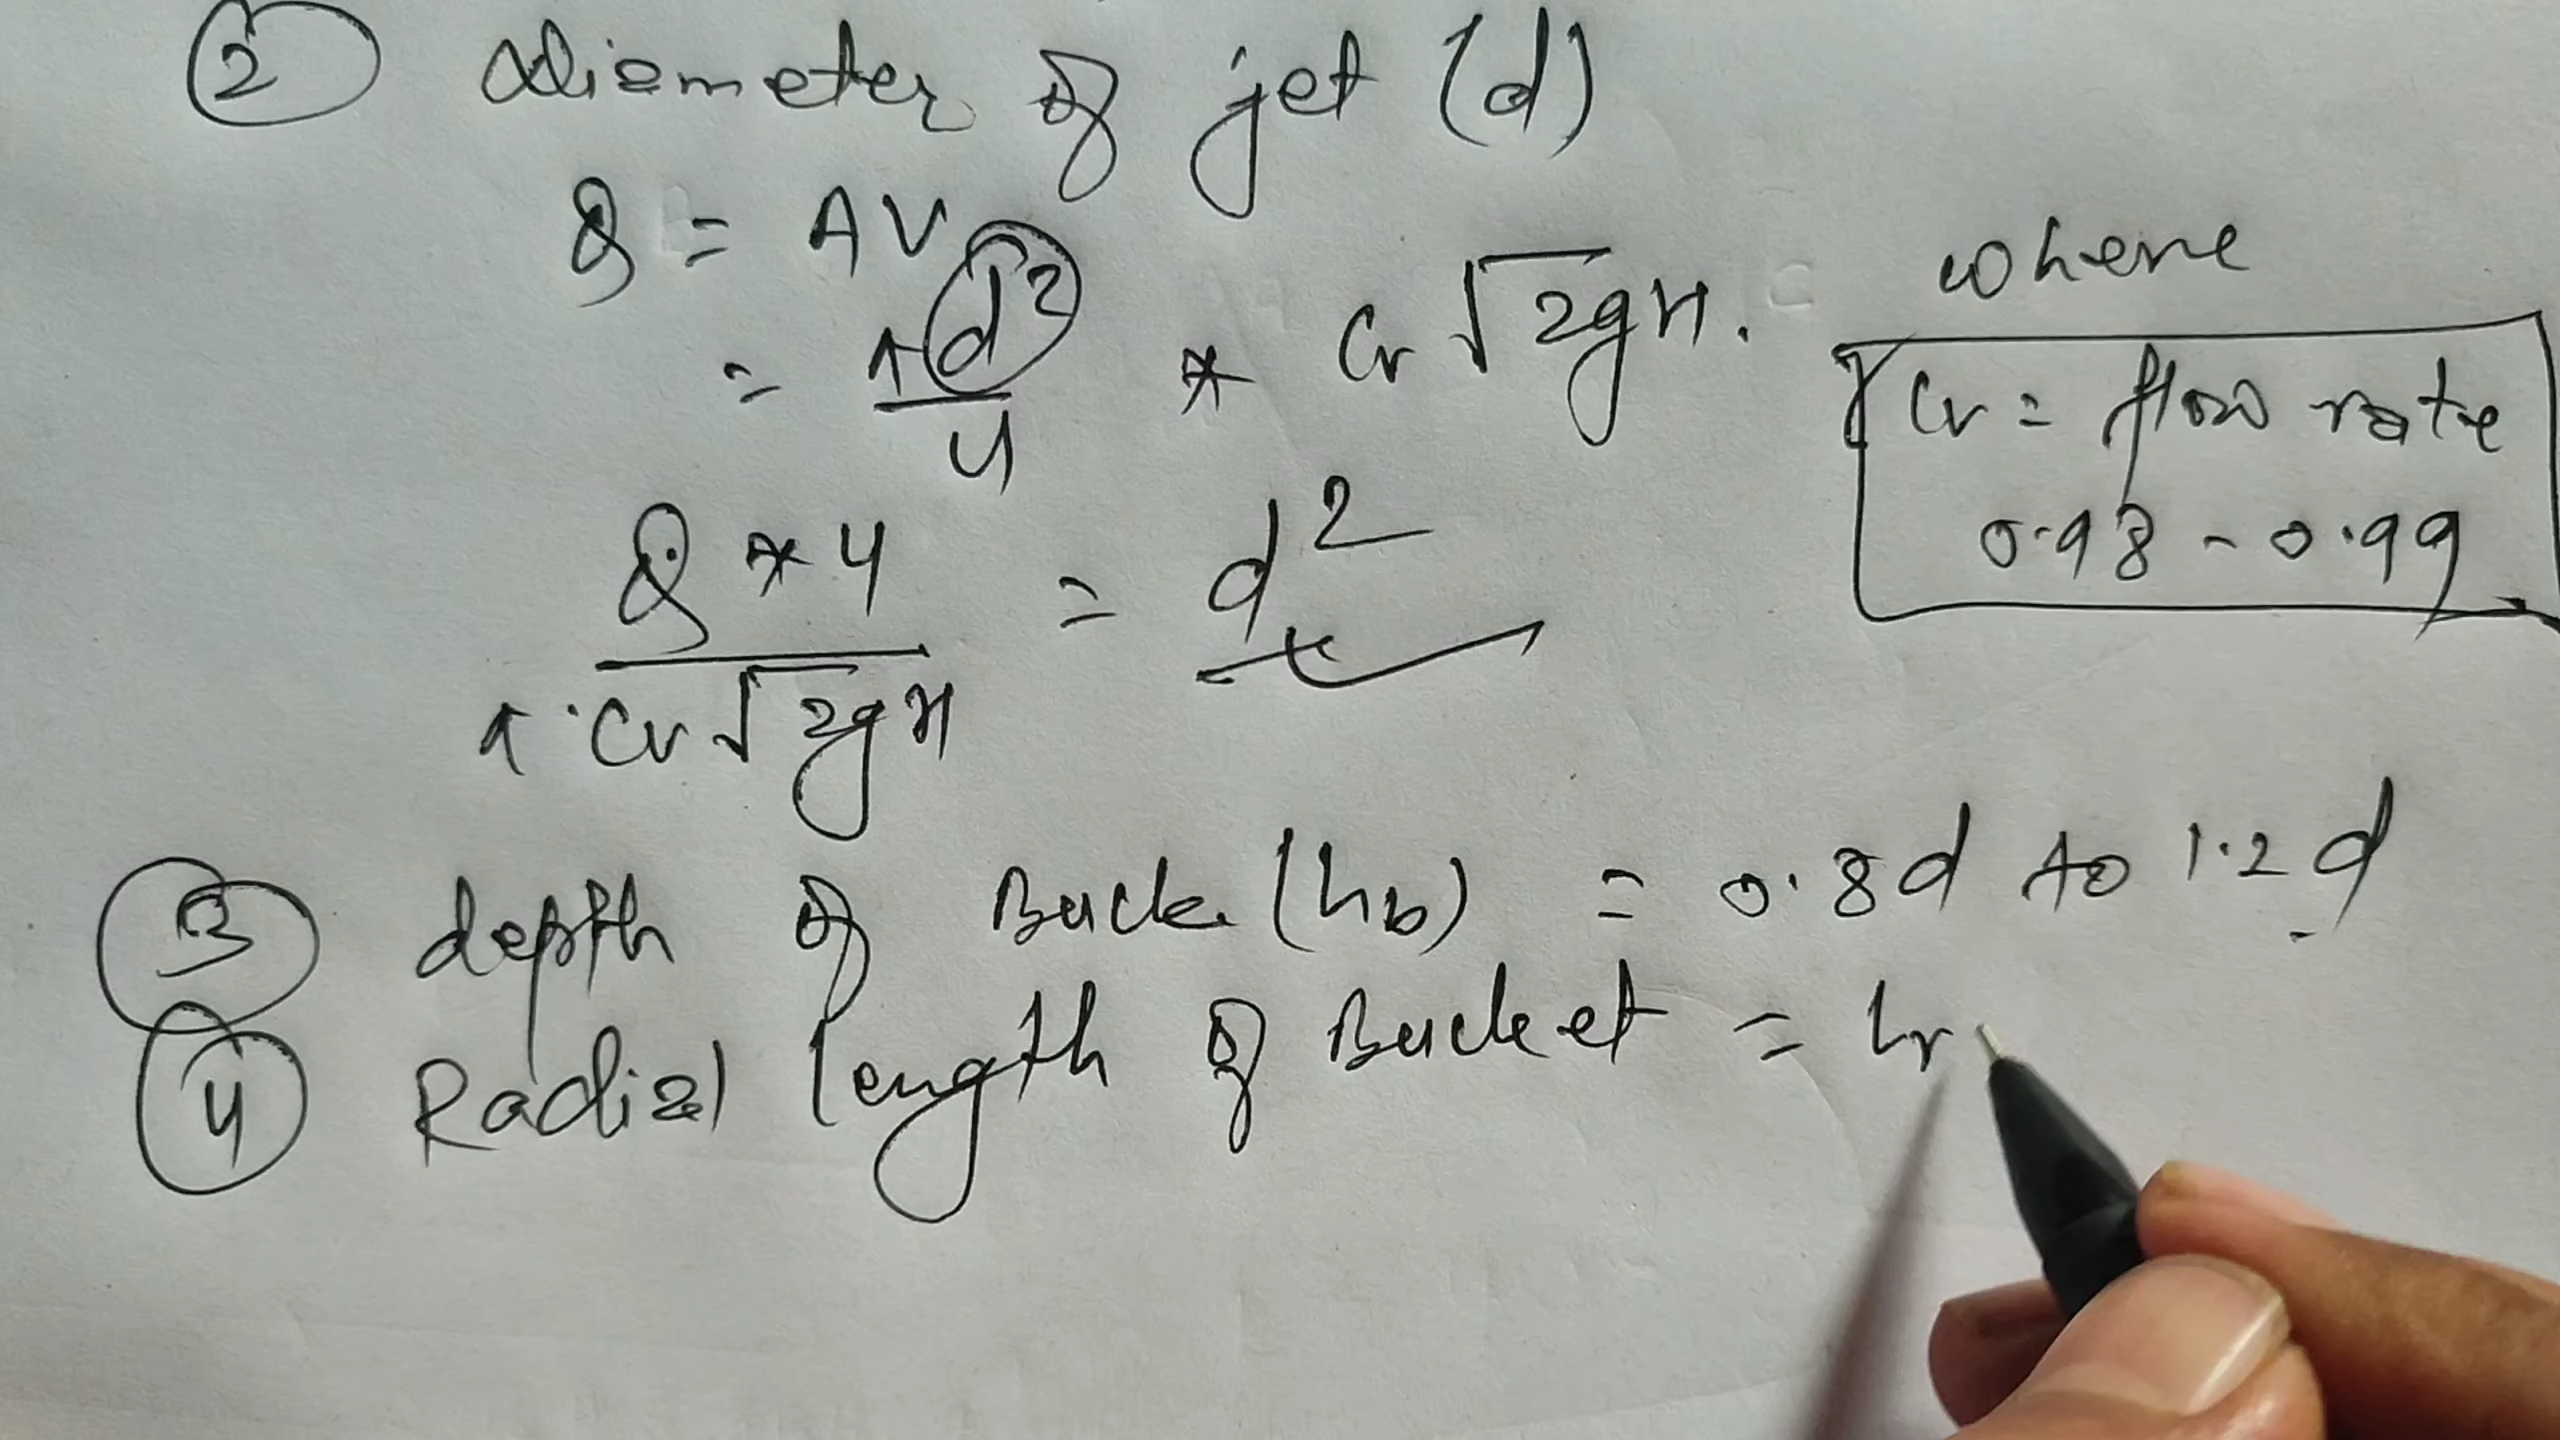 ② diameter of jet (d)
Q = AV
= πd²/4 * Cv √2gH.
where
Cv = flow rate
0.98 - 0.99
Q * 4 / π · Cv √2gH = d²
③ depth of Buck (hb) = 0.8d to 1.2d
④ Radial length of Bucket = hr